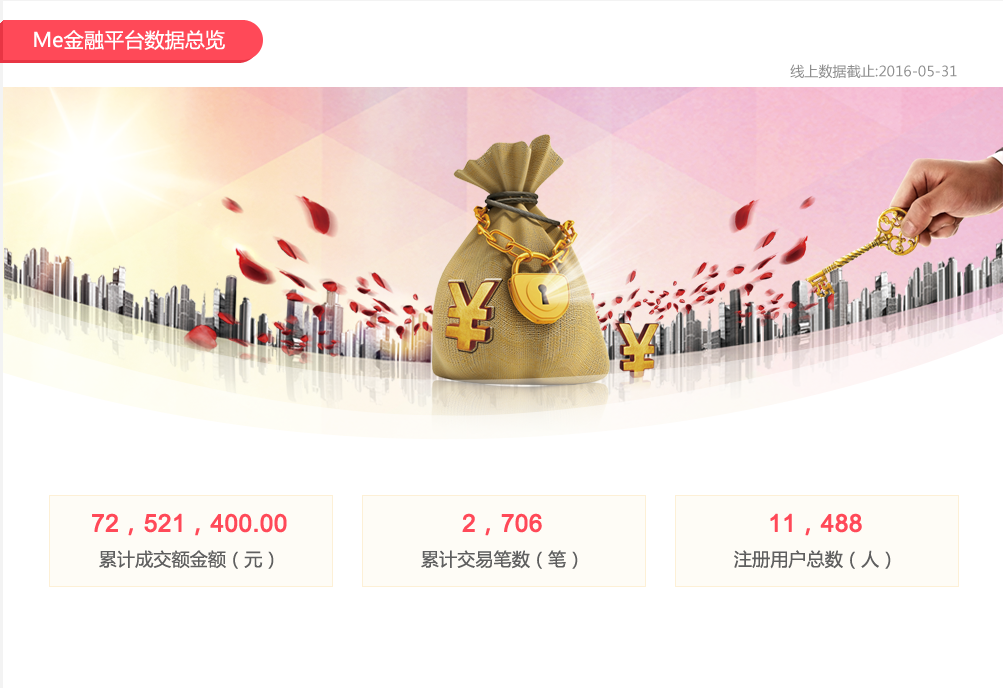 Me金融平台数据总览
线上数据截止:2016-05-31
¥
¥
72，521，400.00
2，706
11，488
累计成交额金额（元）
累计交易笔数（笔）
注册用户总数（人）